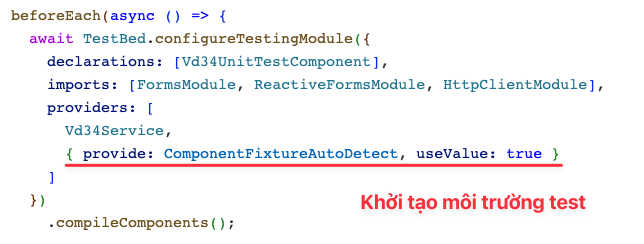 beforeEach(async () => {
  await TestBed.configureTestingModule({
    declarations: [Vd34UnitTestComponent],
    imports: [FormsModule, ReactiveFormsModule, HttpClientModule],
    providers: [
      Vd34Service,
      { provide: ComponentFixtureAutoDetect, useValue: true }
    ]
  })
    .compileComponents();
Khởi tạo môi trường test